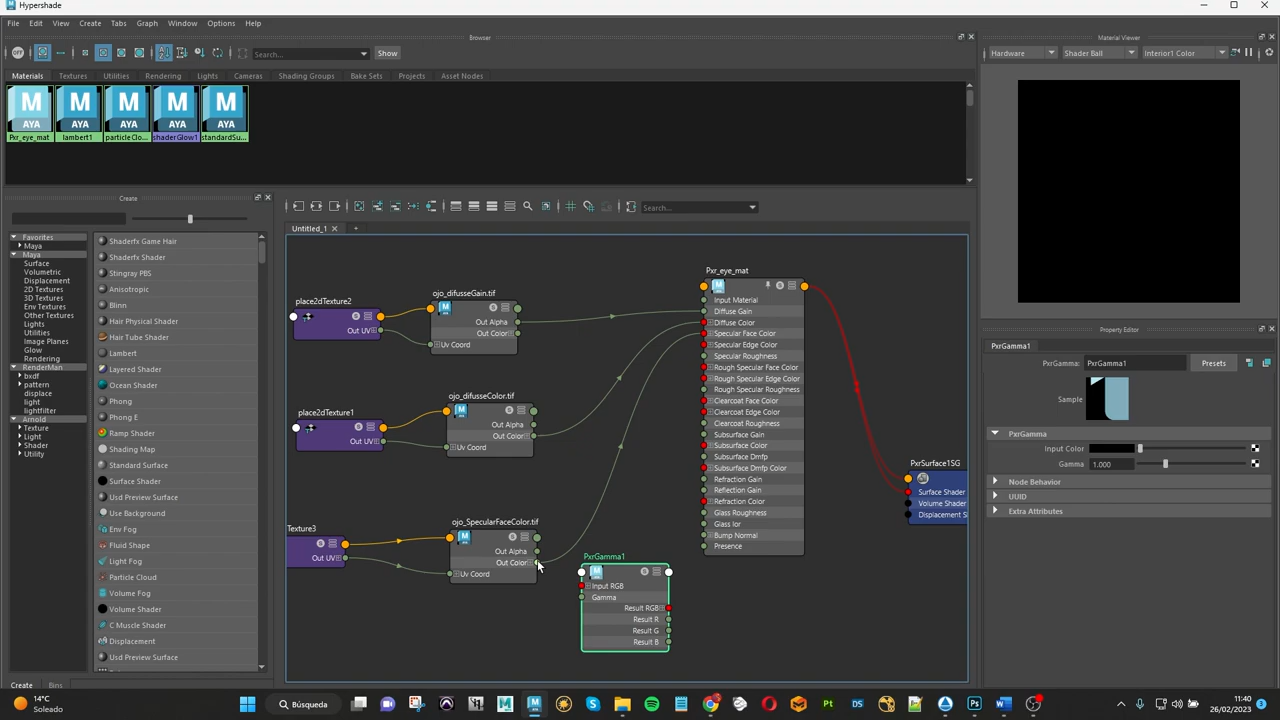 Hypershade
File Edit View Create Tabs Graph Window Options Help
Browser
Search... Show
Materials Textures Utilities Rendering Lights Cameras Shading Groups Bake Sets Projects Asset Nodes
Pxr_eye_mat lambert1 particleClo... shaderGlow1 standardSu...
Create
Favorites
Maya
Maya
Surface
Volumetric
Displacement
2D Textures
3D Textures
Env Textures
Other Textures
Lights
Utilities
Image Planes
Glow
Rendering
RenderMan
bxdf
pattern
displace
light
lightfilter
Arnold
Texture
Light
Shader
Utility
Shaderfx Game Hair
Shaderfx Shader
Stingray PBS
Anisotropic
Blinn
Hair Physical Shader
Hair Tube Shader
Lambert
Layered Shader
Ocean Shader
Phong
Phong E
Ramp Shader
Shading Map
Standard Surface
Surface Shader
Usd Preview Surface
Use Background
Env Fog
Fluid Shape
Light Fog
Particle Cloud
Volume Fog
Volume Shader
C Muscle Shader
Displacement
Usd Preview Surface
Create Bins
Search...
Untitled_1 +
place2dTexture2
Out UV
ojo_difusseGain.tif
Out Alpha
Out Color
Uv Coord
place2dTexture1
Out UV
ojo_difusseColor.tif
Out Alpha
Out Color
Uv Coord
Texture3
Out UV
ojo_SpecularFaceColor.tif
Out Alpha
Out Color
Uv Coord
PxrGamma1
Input RGB
Gamma
Result RGB
Result R
Result G
Result B
Pxr_eye_mat
Input Material
Diffuse Gain
Diffuse Color
Specular Face Color
Specular Edge Color
Specular Roughness
Rough Specular Face Color
Rough Specular Edge Color
Rough Specular Roughness
Clearcoat Face Color
Clearcoat Edge Color
Clearcoat Roughness
Subsurface Gain
Subsurface Color
Subsurface Dmfp
Subsurface Dmfp Color
Refraction Gain
Reflection Gain
Refraction Color
Glass Roughness
Glass Ior
Bump Normal
Presence
PxrSurface1SG
Surface Shader
Volume Shader
Displacement S
Material Viewer
Hardware Shader Ball Interior1 Color
Property Editor
PxrGamma1
PxrGamma: PxrGamma1 Presets
Sample
PxrGamma
Input Color
Gamma 1.000
Node Behavior
UUID
Extra Attributes
14°C
Soleado
Búsqueda
11:40
26/02/2023